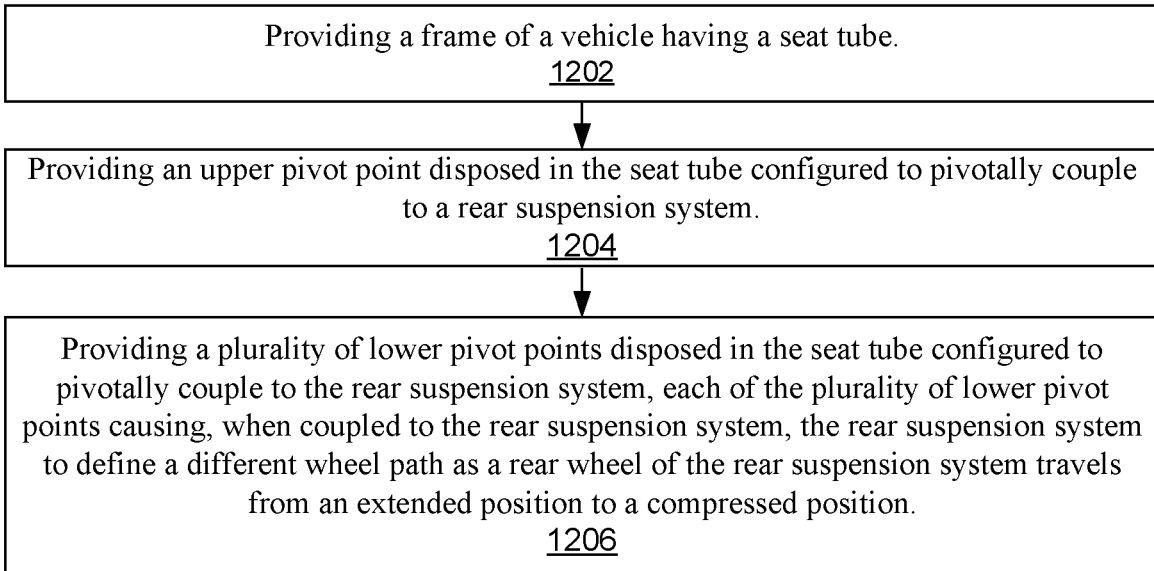 Providing a frame of a vehicle having a seat tube.
1202
Providing an upper pivot point disposed in the seat tube configured to pivotally couple
to a rear suspension system.
1204
Providing a plurality of lower pivot points disposed in the seat tube configured to
pivotally couple to the rear suspension system, each of the plurality of lower pivot
points causing, when coupled to the rear suspension system, the rear suspension system
to define a different wheel path as a rear wheel of the rear suspension system travels
from an extended position to a compressed position.
1206